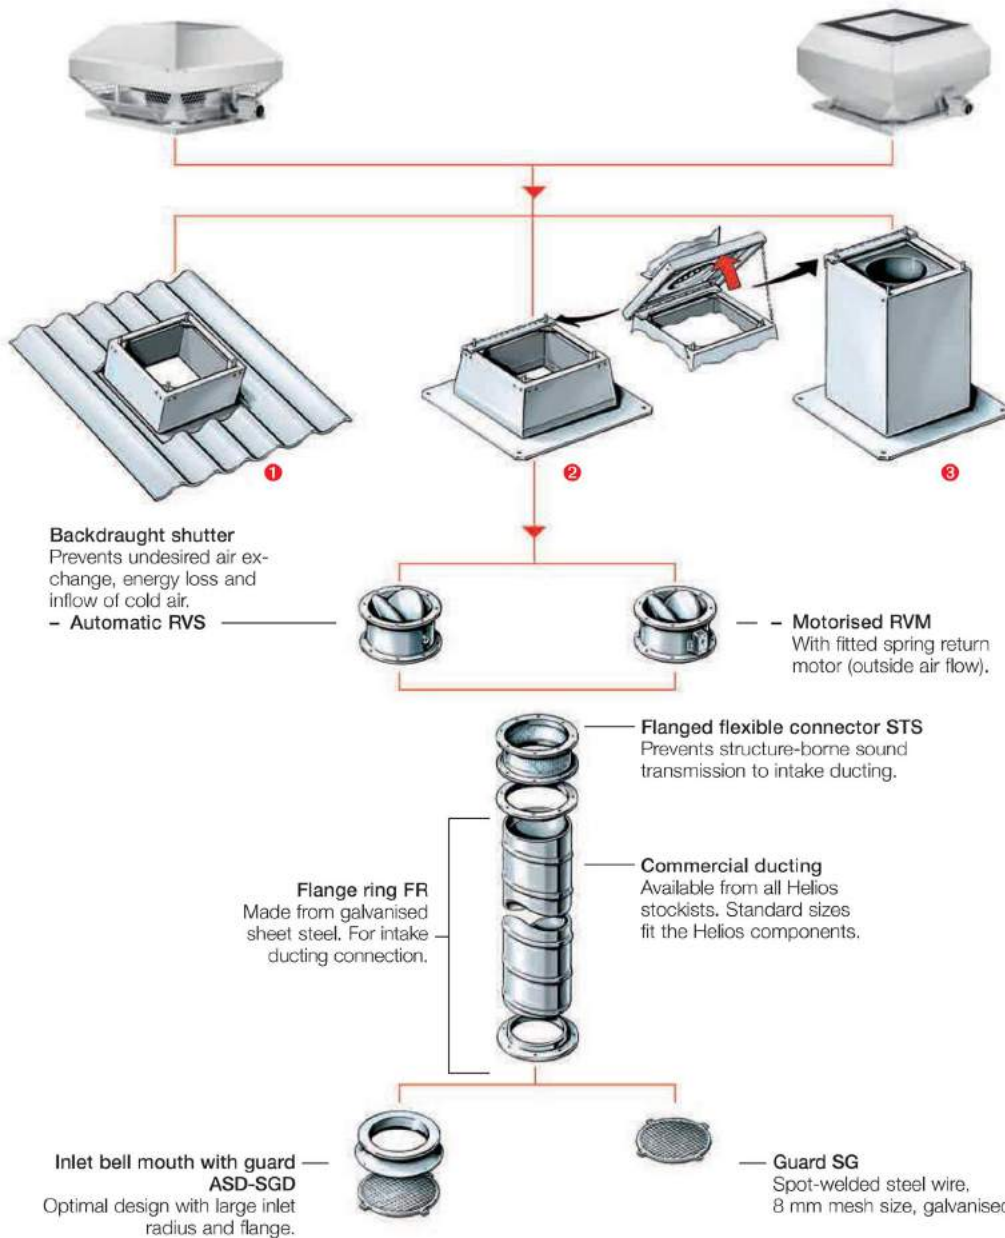 1
2
3
Backdraught shutter
Prevents undesired air ex-
change, energy loss and
inflow of cold air.
– Automatic RVS
– Motorised RVM
With fitted spring return
motor (outside air flow).
Flanged flexible connector STS
Prevents structure-borne sound
transmission to intake ducting.
Flange ring FR
Made from galvanised
sheet steel. For intake
ducting connection.
Commercial ducting
Available from all Helios
stockists. Standard sizes
fit the Helios components.
Inlet bell mouth with guard
ASD-SGD
Optimal design with large inlet
radius and flange.
Guard SG
Spot-welded steel wire,
8 mm mesh size, galvanised